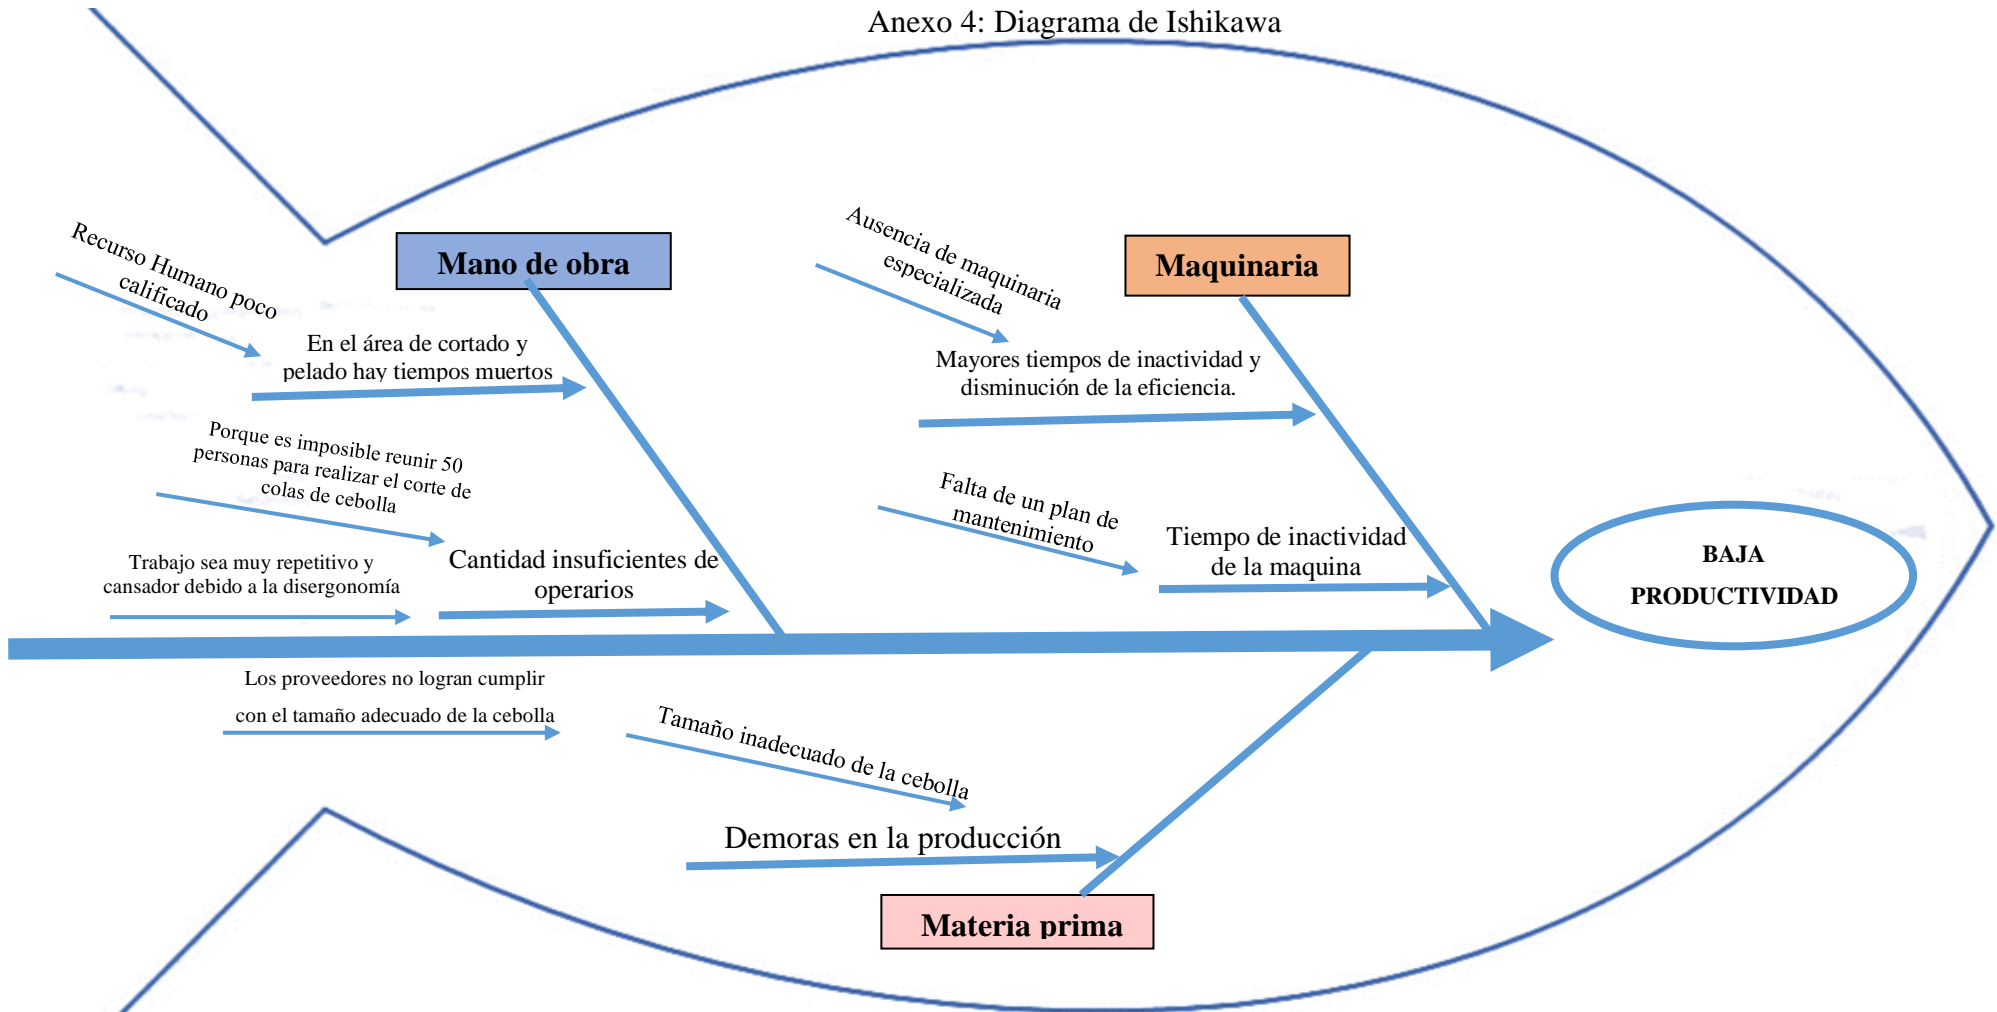 Anexo 4: Diagrama de Ishikawa
Mano de obra
Recurso Humano poco
calificado
En el área de cortado y
pelado hay tiempos muertos
Porque es imposible reunir 50
personas para realizar el corte de
colas de cebolla
Trabajo sea muy repetitivo y
cansador debido a la disergonomía
Cantidad insuficientes de
operarios
Maquinaria
Ausencia de maquinaria
especializada
Mayores tiempos de inactividad y
disminución de la eficiencia.
Falta de un plan de
mantenimiento
Tiempo de inactividad
de la maquina
BAJA
PRODUCTIVIDAD
Los proveedores no logran cumplir
con el tamaño adecuado de la cebolla
Tamaño inadecuado de la cebolla
Demoras en la producción
Materia prima